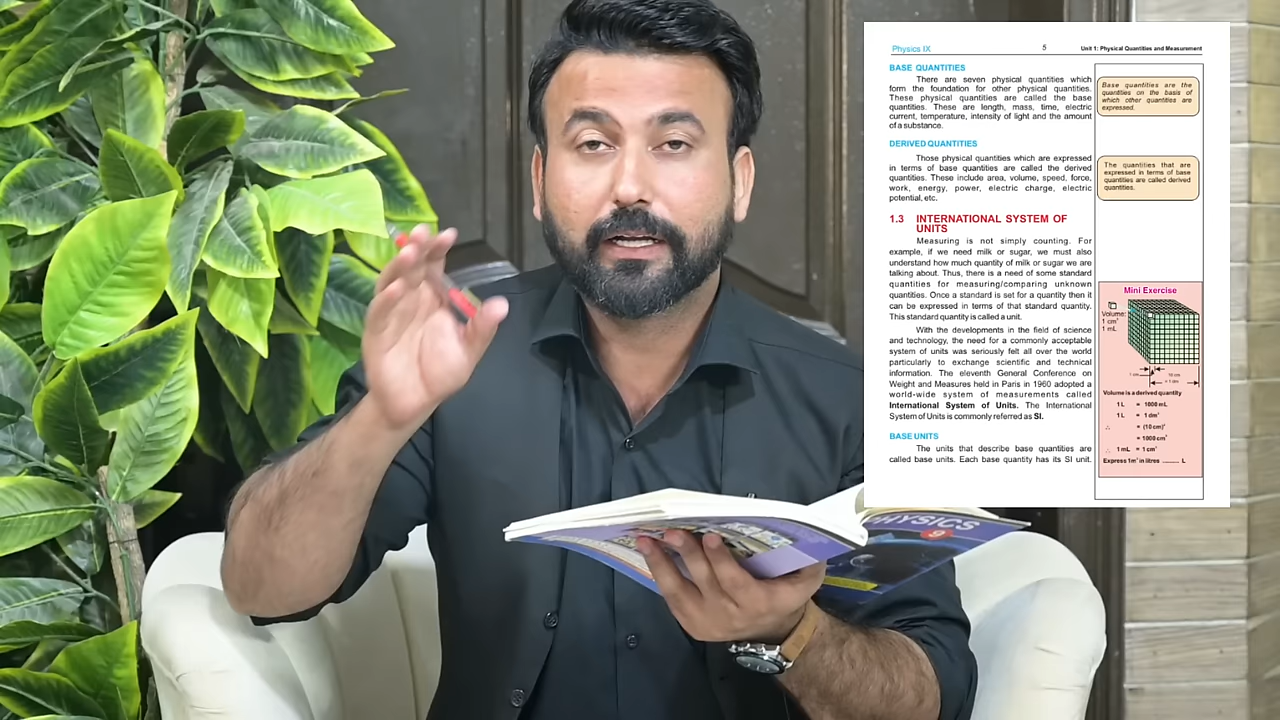 Physics IX 5 Unit 1: Physical Quantities and Measurement
BASE QUANTITIES
There are seven physical quantities which
form the foundation for other physical quantities.
These physical quantities are called the base
quantities. These are length, mass, time, electric
current, temperature, intensity of light and the amount
of a substance.
DERIVED QUANTITIES
Those physical quantities which are expressed
in terms of base quantities are called the derived
quantities. These include area, volume, speed, force,
work, energy, power, electric charge, electric
potential, etc.
1.3 INTERNATIONAL SYSTEM OF
UNITS
Measuring is not simply counting. For
example, if we need milk or sugar, we must also
understand how much quantity of milk or sugar we are
talking about. Thus, there is a need of some standard
quantities for measuring/comparing unknown
quantities. Once a standard is set for a quantity then it
can be expressed in terms of that standard quantity.
This standard quantity is called a unit.
With the developments in the field of science
and technology, the need for a commonly acceptable
system of units was seriously felt all over the world
particularly to exchange scientific and technical
information. The eleventh General Conference on
Weight and Measures held in Paris in 1960 adopted a
world-wide system of measurements called
International System of Units. The International
System of Units is commonly referred as SI.
BASE UNITS
The units that describe base quantities are
called base units. Each base quantity has its SI unit.
Base quantities are the
quantities on the basis of
which other quantities are
expressed.
The quantities that are
expressed in terms of base
quantities are called derived
quantities.
Mini Exercise
Volume:
1 cm³
1 mL
Volume is a derived quantity
1 L = 1000 mL
1 L = 1 dm³
∴ = (10 cm)³
= 1000 cm³
∴ 1 mL = 1 cm³
Express 1m³ in litres ........... L
PHYSICS
9